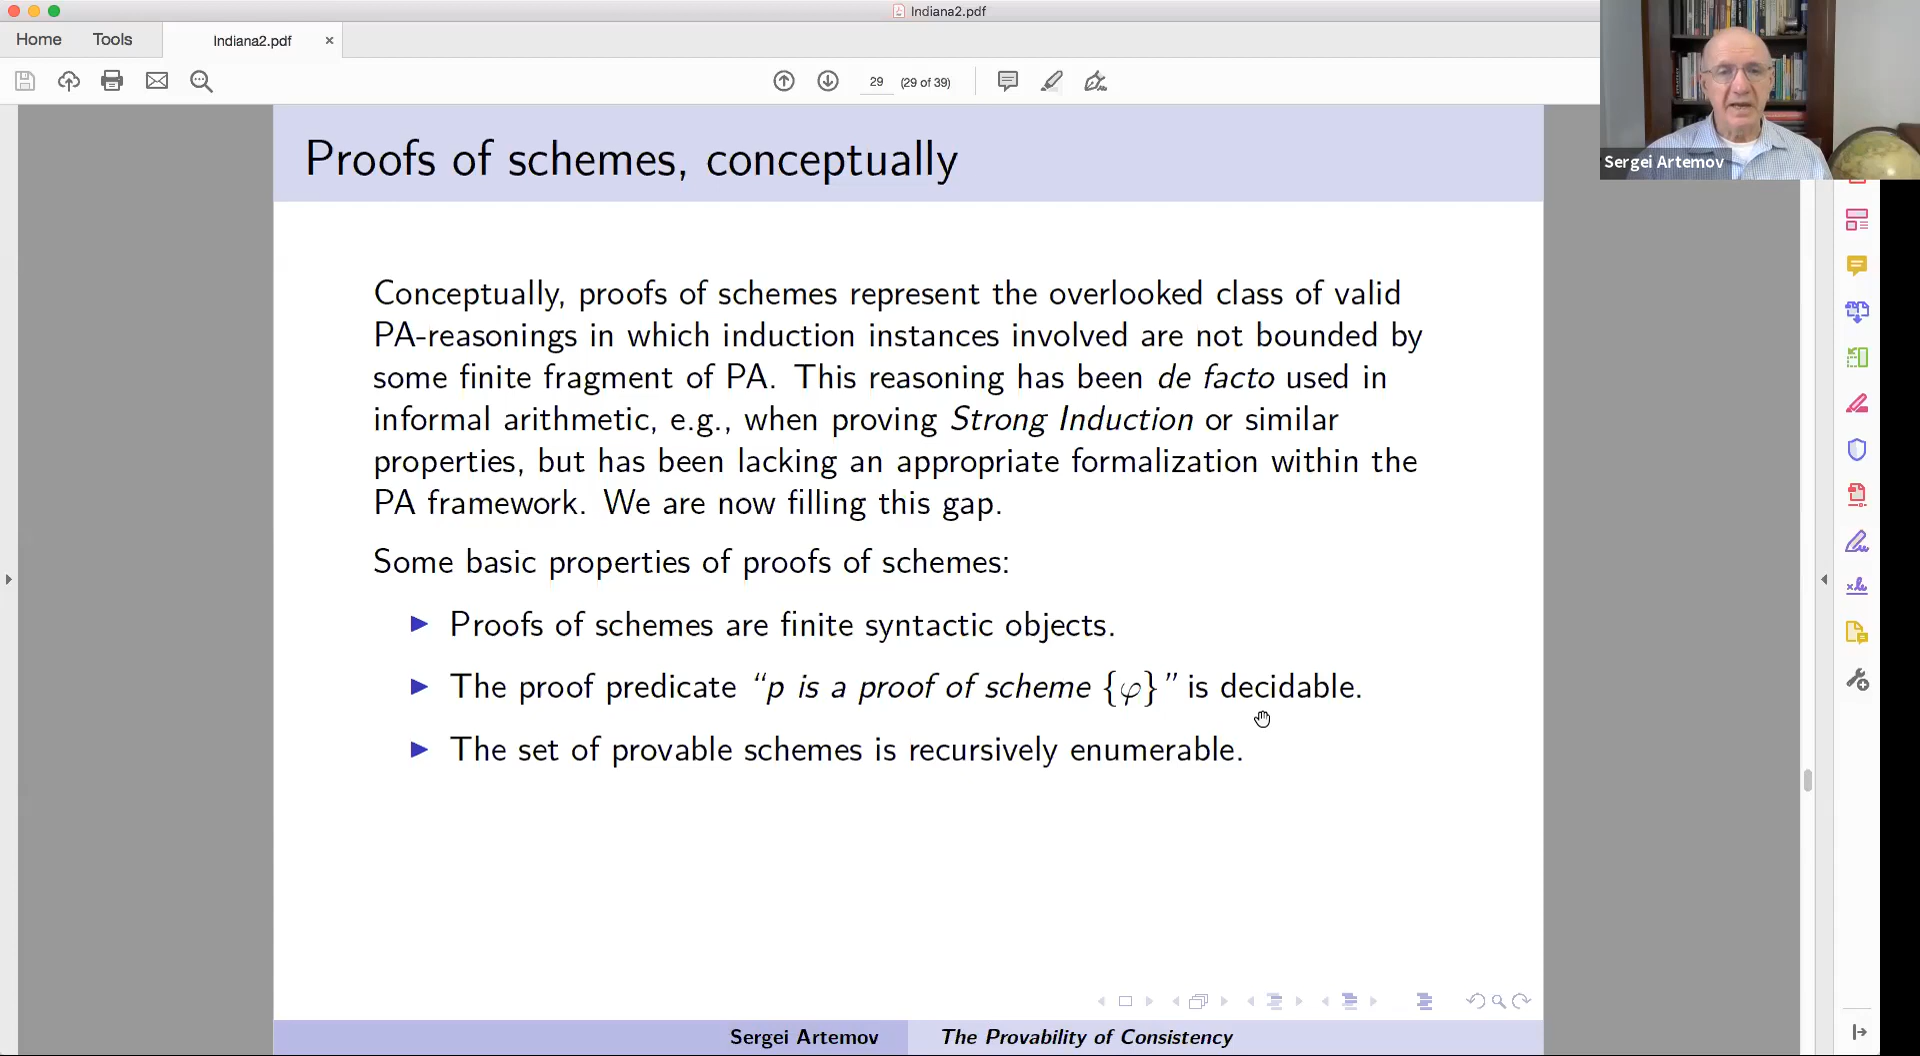 Indiana2.pdf
Home Tools Indiana2.pdf ×
29 (29 of 39)
Sergei Artemov
Proofs of schemes, conceptually
Conceptually, proofs of schemes represent the overlooked class of valid
PA-reasonings in which induction instances involved are not bounded by
some finite fragment of PA. This reasoning has been de facto used in
informal arithmetic, e.g., when proving Strong Induction or similar
properties, but has been lacking an appropriate formalization within the
PA framework. We are now filling this gap.
Some basic properties of proofs of schemes:
▶ Proofs of schemes are finite syntactic objects.
▶ The proof predicate “p is a proof of scheme {φ}” is decidable.
▶ The set of provable schemes is recursively enumerable.
Sergei Artemov The Provability of Consistency